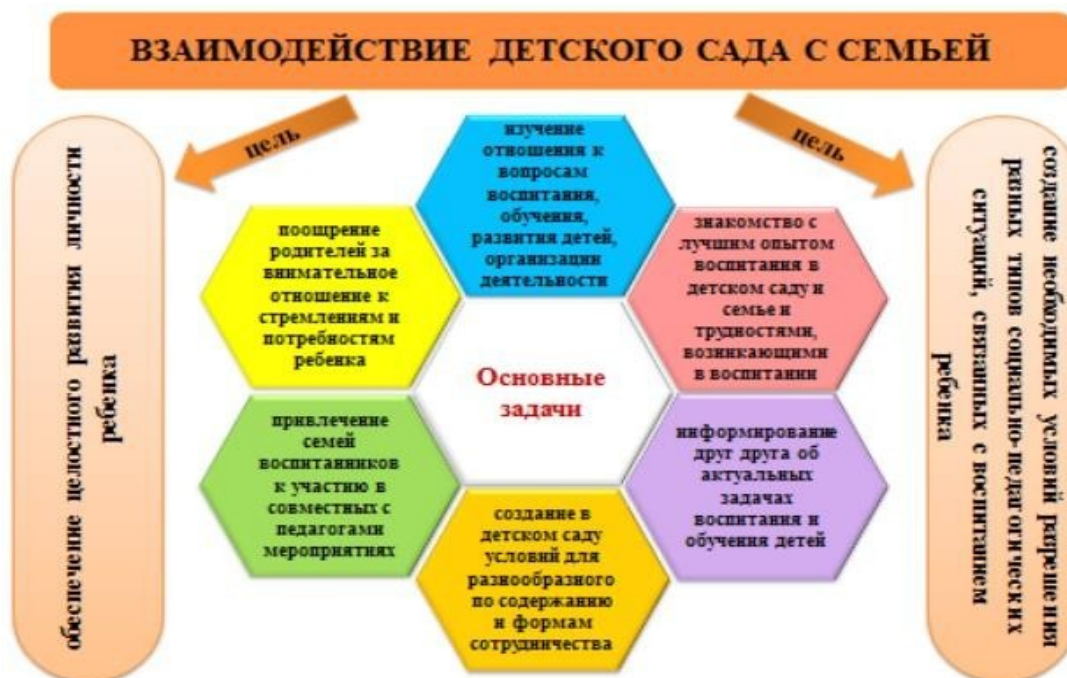 ВЗАИМОДЕЙСТВИЕ ДЕТСКОГО САДА С СЕМЬЕЙ
цель
цель
обеспечение целостного развития личности
ребенка
изучение
отношения к
вопросам
воспитания,
обучения,
развития детей,
организации
деятельности
знакомство с
лучшим опытом
воспитания в
детском саду и
семье и
трудностями,
возникающими
в воспитании
информирование
друг друга об
актуальных
задачах
воспитания и
обучения детей
создание в
детском саду
условий для
разнообразного
по содержанию
и формам
сотрудничества
привлечение
семей
воспитанников
к участию в
совместных с
педагогами
мероприятиях
поощрение
родителей за
внимательное
отношение к
стремлениям и
потребностям
ребенка
Основные
задачи
создание необходимых условий разрешения
разных типов социально-педагогических
ситуаций, связанных с воспитанием
ребенка